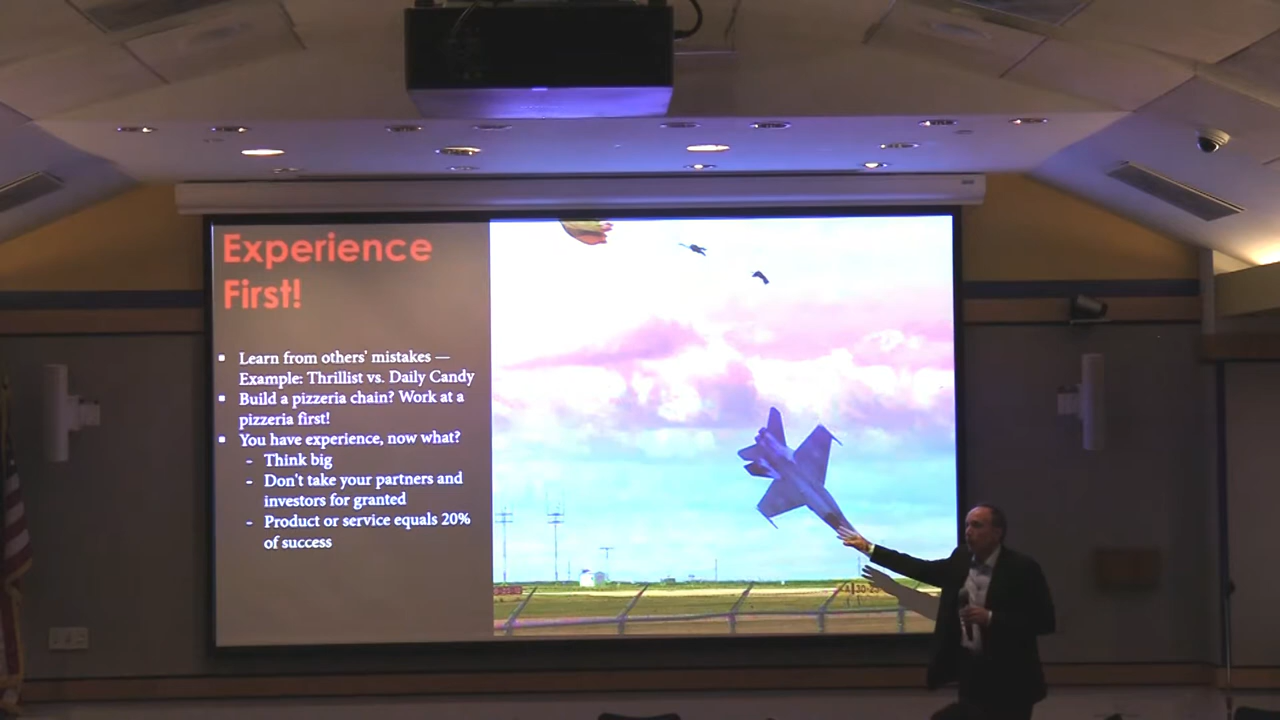 Experience
First!
▪ Learn from others' mistakes —
Example: Thrillist vs. Daily Candy
▪ Build a pizzeria chain? Work at a
pizzeria first!
▪ You have experience, now what?
- Think big
- Don't take your partners and
investors for granted
- Product or service equals 20%
of success